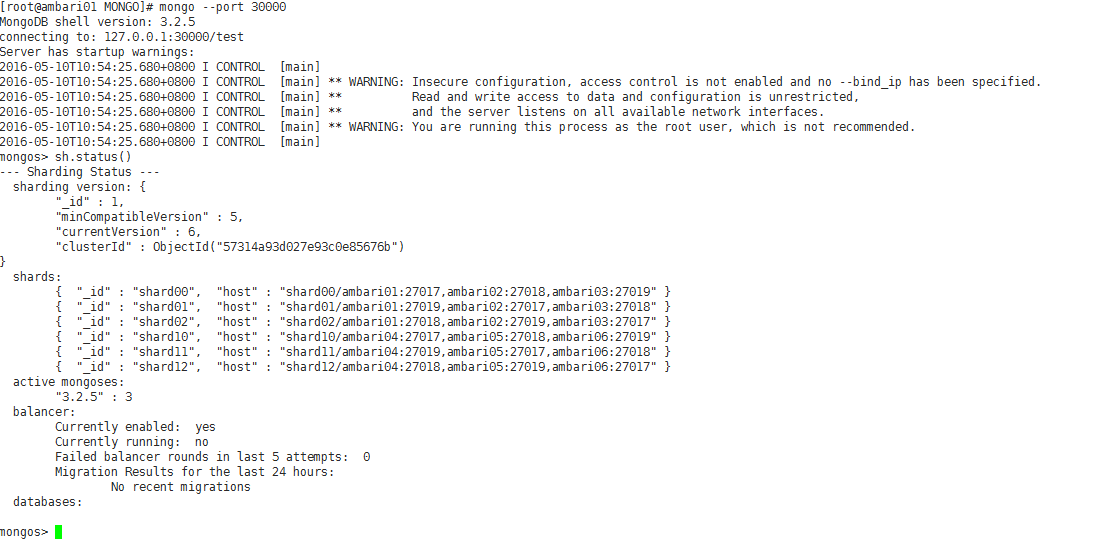 [root@ambari01 MONGO]# mongo --port 30000
MongoDB shell version: 3.2.5
connecting to: 127.0.0.1:30000/test
Server has startup warnings:
2016-05-10T10:54:25.680+0800 I CONTROL  [main]
2016-05-10T10:54:25.680+0800 I CONTROL  [main] ** WARNING: Insecure configuration, access control is not enabled and no --bind_ip has been specified.
2016-05-10T10:54:25.680+0800 I CONTROL  [main] **          Read and write access to data and configuration is unrestricted,
2016-05-10T10:54:25.680+0800 I CONTROL  [main] **          and the server listens on all available network interfaces.
2016-05-10T10:54:25.680+0800 I CONTROL  [main] ** WARNING: You are running this process as the root user, which is not recommended.
2016-05-10T10:54:25.680+0800 I CONTROL  [main]
mongos> sh.status()
--- Sharding Status ---
  sharding version: {
        "_id" : 1,
        "minCompatibleVersion" : 5,
        "currentVersion" : 6,
        "clusterId" : ObjectId("57314a93d027e93c0e85676b")
}
  shards:
        {  "_id" : "shard00",  "host" : "shard00/ambari01:27017,ambari02:27018,ambari03:27019" }
        {  "_id" : "shard01",  "host" : "shard01/ambari01:27019,ambari02:27017,ambari03:27018" }
        {  "_id" : "shard02",  "host" : "shard02/ambari01:27018,ambari02:27019,ambari03:27017" }
        {  "_id" : "shard10",  "host" : "shard10/ambari04:27017,ambari05:27018,ambari06:27019" }
        {  "_id" : "shard11",  "host" : "shard11/ambari04:27019,ambari05:27017,ambari06:27018" }
        {  "_id" : "shard12",  "host" : "shard12/ambari04:27018,ambari05:27019,ambari06:27017" }
  active mongoses:
        "3.2.5" : 3
  balancer:
        Currently enabled:  yes
        Currently running:  no
        Failed balancer rounds in last 5 attempts:  0
        Migration Results for the last 24 hours:
                No recent migrations
  databases:
mongos>